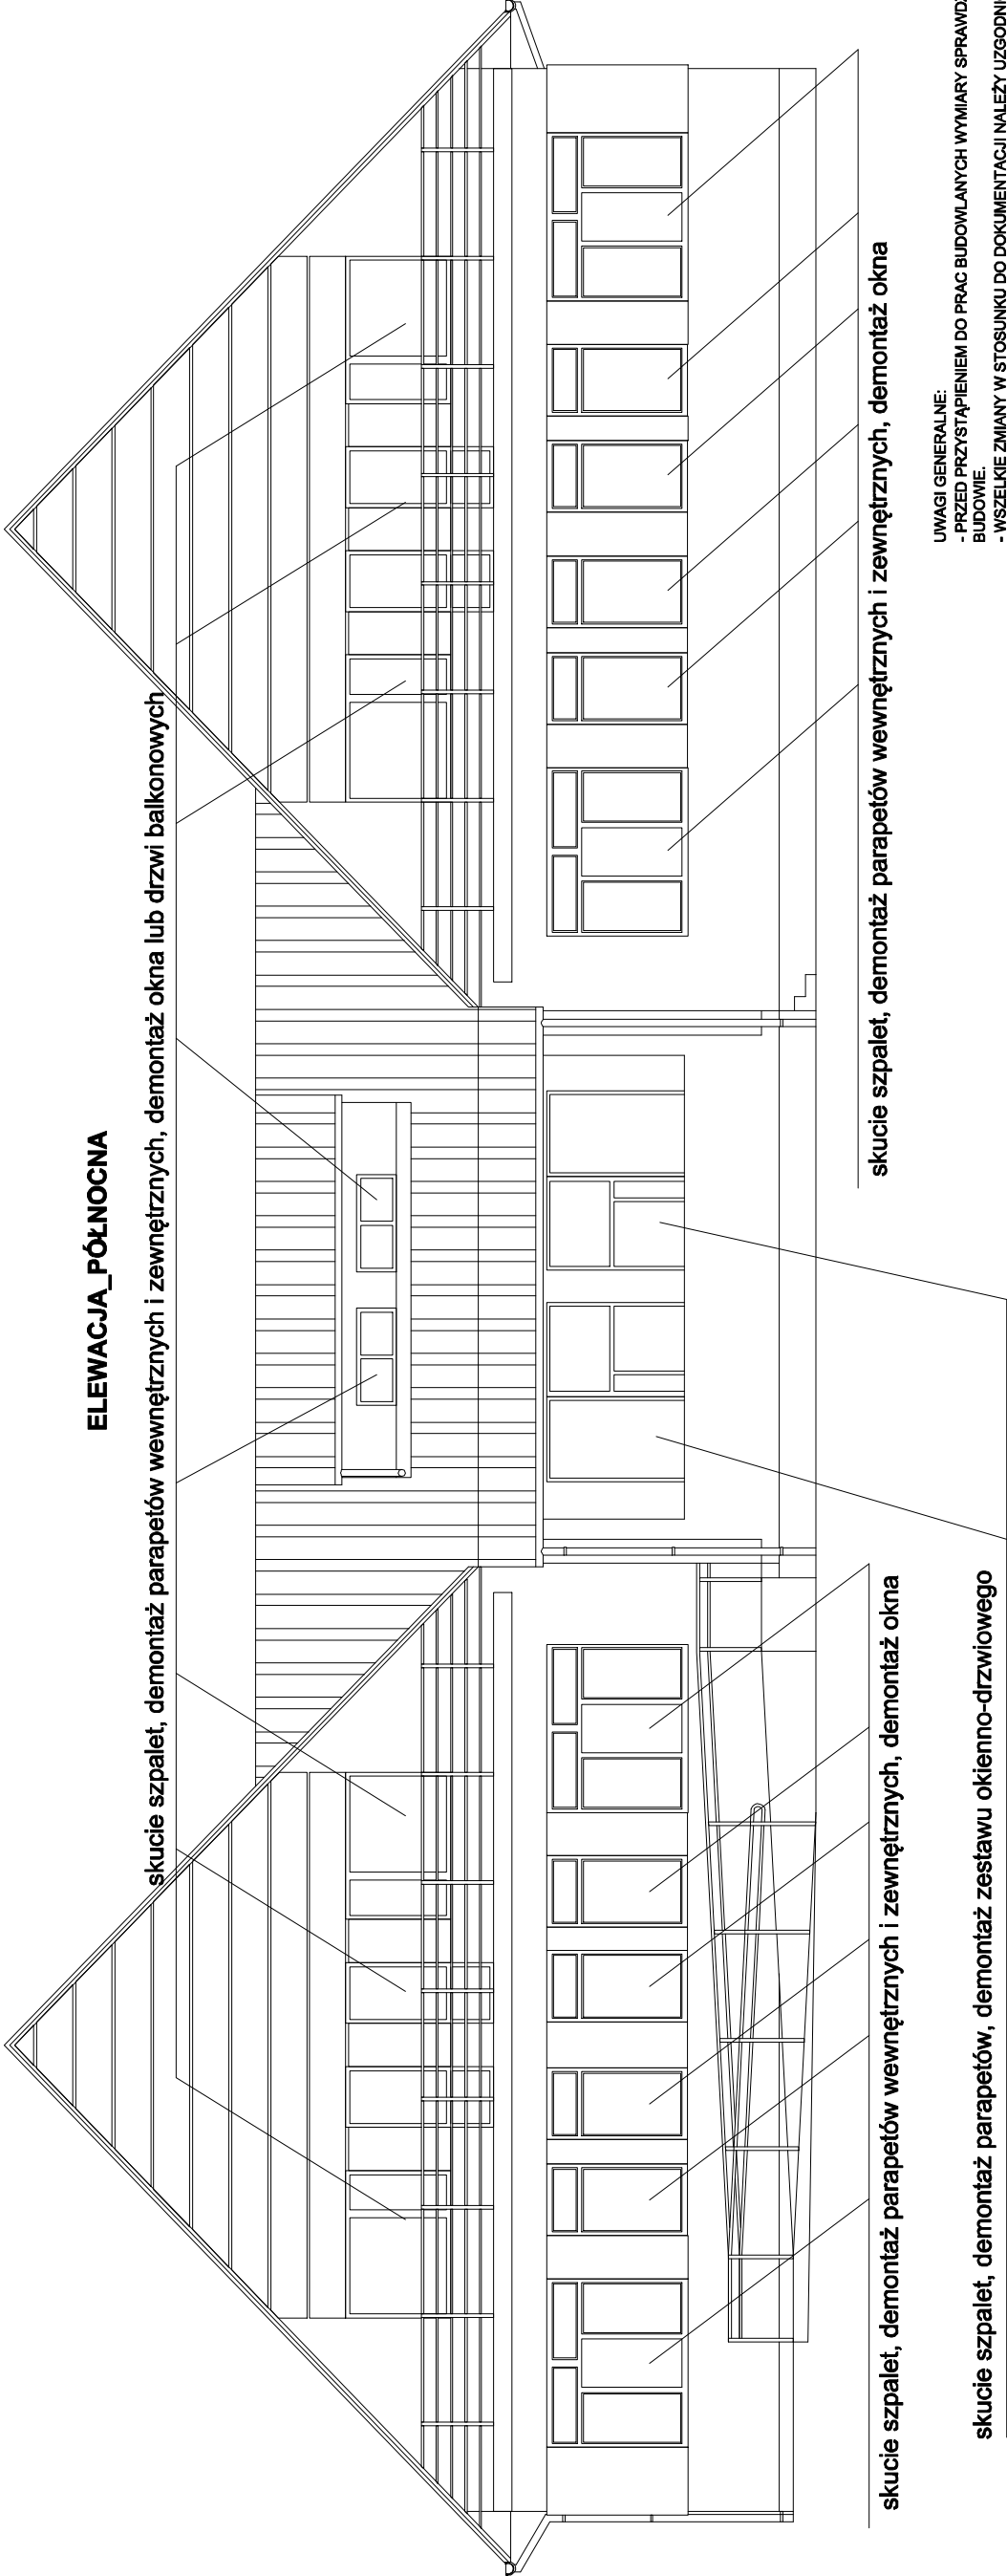 ELEWACJA_PÓŁNOCNA
skucie szpalet, demontaż parapetów wewnętrznych i zewnętrznych, demontaż okna lub drzwi balkonowych
skucie szpalet, demontaż parapetów wewnętrznych i zewnętrznych, demontaż okna
skucie szpalet, demontaż parapetów wewnętrznych i zewnętrznych, demontaż okna
skucie szpalet, demontaż parapetów, demontaż zestawu okienno-drzwiowego
UWAGI GENERALNE:
- PRZED PRZYSTĄPIENIEM DO PRAC BUDOWLANYCH WYMIARY
BUDOWIE.
- WSZELKIE ZMIANY W STOSUNKU DO DOKUMENTACJI NALEŻY